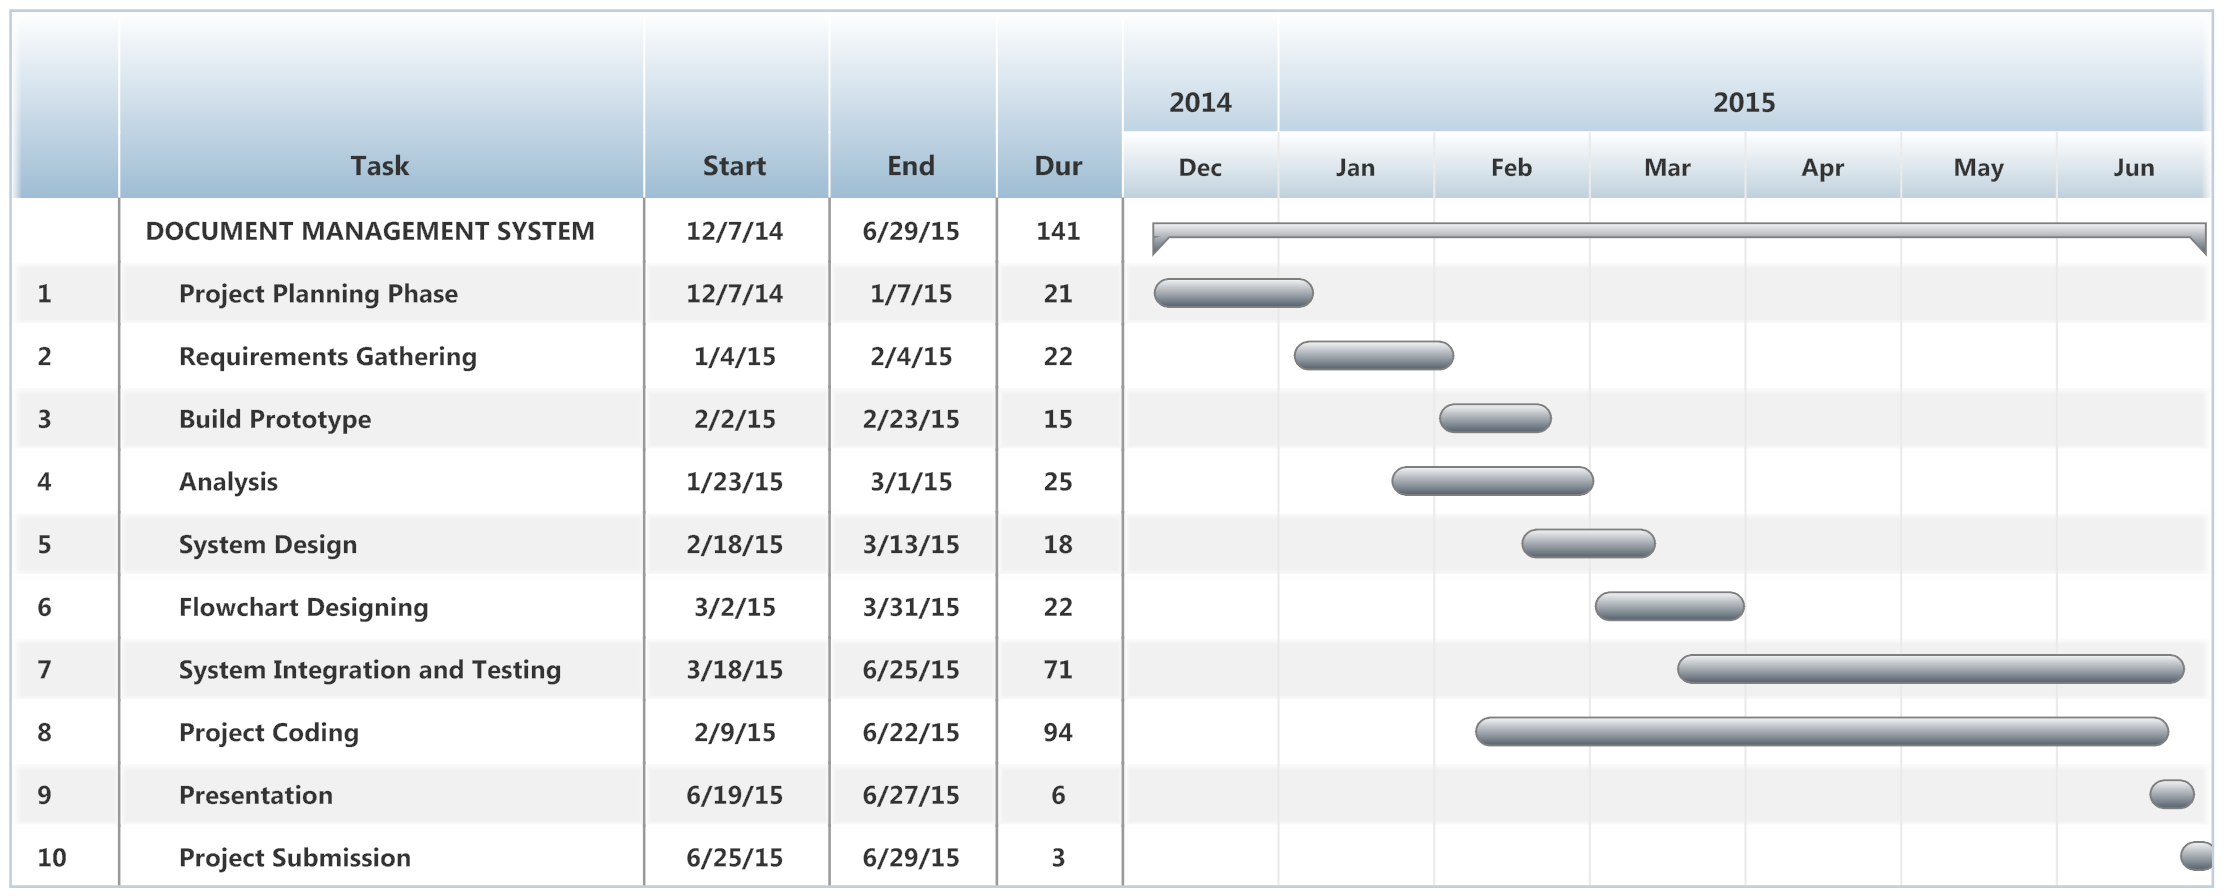 2014 2015
Task Start End Dur Dec Jan Feb Mar Apr May Jun
DOCUMENT MANAGEMENT SYSTEM 12/7/14 6/29/15 141
1 Project Planning Phase 12/7/14 1/7/15 21
2 Requirements Gathering 1/4/15 2/4/15 22
3 Build Prototype 2/2/15 2/23/15 15
4 Analysis 1/23/15 3/1/15 25
5 System Design 2/18/15 3/13/15 18
6 Flowchart Designing 3/2/15 3/31/15 22
7 System Integration and Testing 3/18/15 6/25/15 71
8 Project Coding 2/9/15 6/22/15 94
9 Presentation 6/19/15 6/27/15 6
10 Project Submission 6/25/15 6/29/15 3